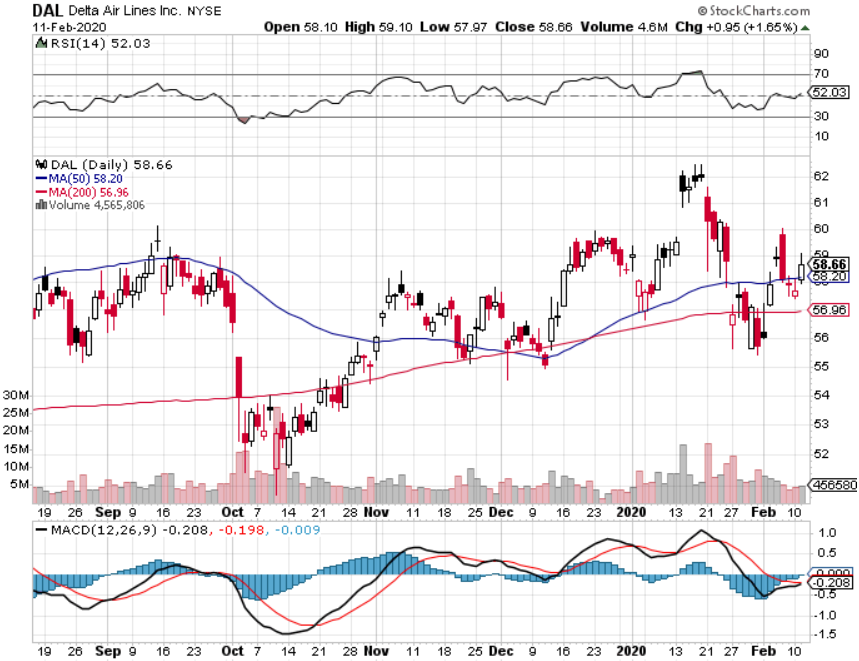 DAL Delta Air Lines Inc. NYSE ©StockCharts.com
11-Feb-2020 Open 58.10 High 59.10 Low 57.97 Close 58.66 Volume 4.6M Chg +0.95 (+1.65%)
RSI(14) 52.03
90
70
52.03
30
10
DAL (Daily) 58.66
MA(50) 58.20
MA(200) 56.96
Volume 4,565,806
62
61
60
59
58.66
58.20
56.96
56
55
54
53
52
30M
25M
20M
15M
10M
5M
456580
19 26 Sep 9 16 23 Oct 7 14 21 28 Nov 11 18 25 Dec 9 16 23 2020 13 21 27 Feb 10
MACD(12,26,9) -0.208, -0.198, -0.009
1.0
0.5
0.000
-0.208
-0.5
-1.0
-1.5
19 26 Sep 9 16 23 Oct 7 14 21 28 Nov 11 18 25 Dec 9 16 23 2020 13 21 27 Feb 10